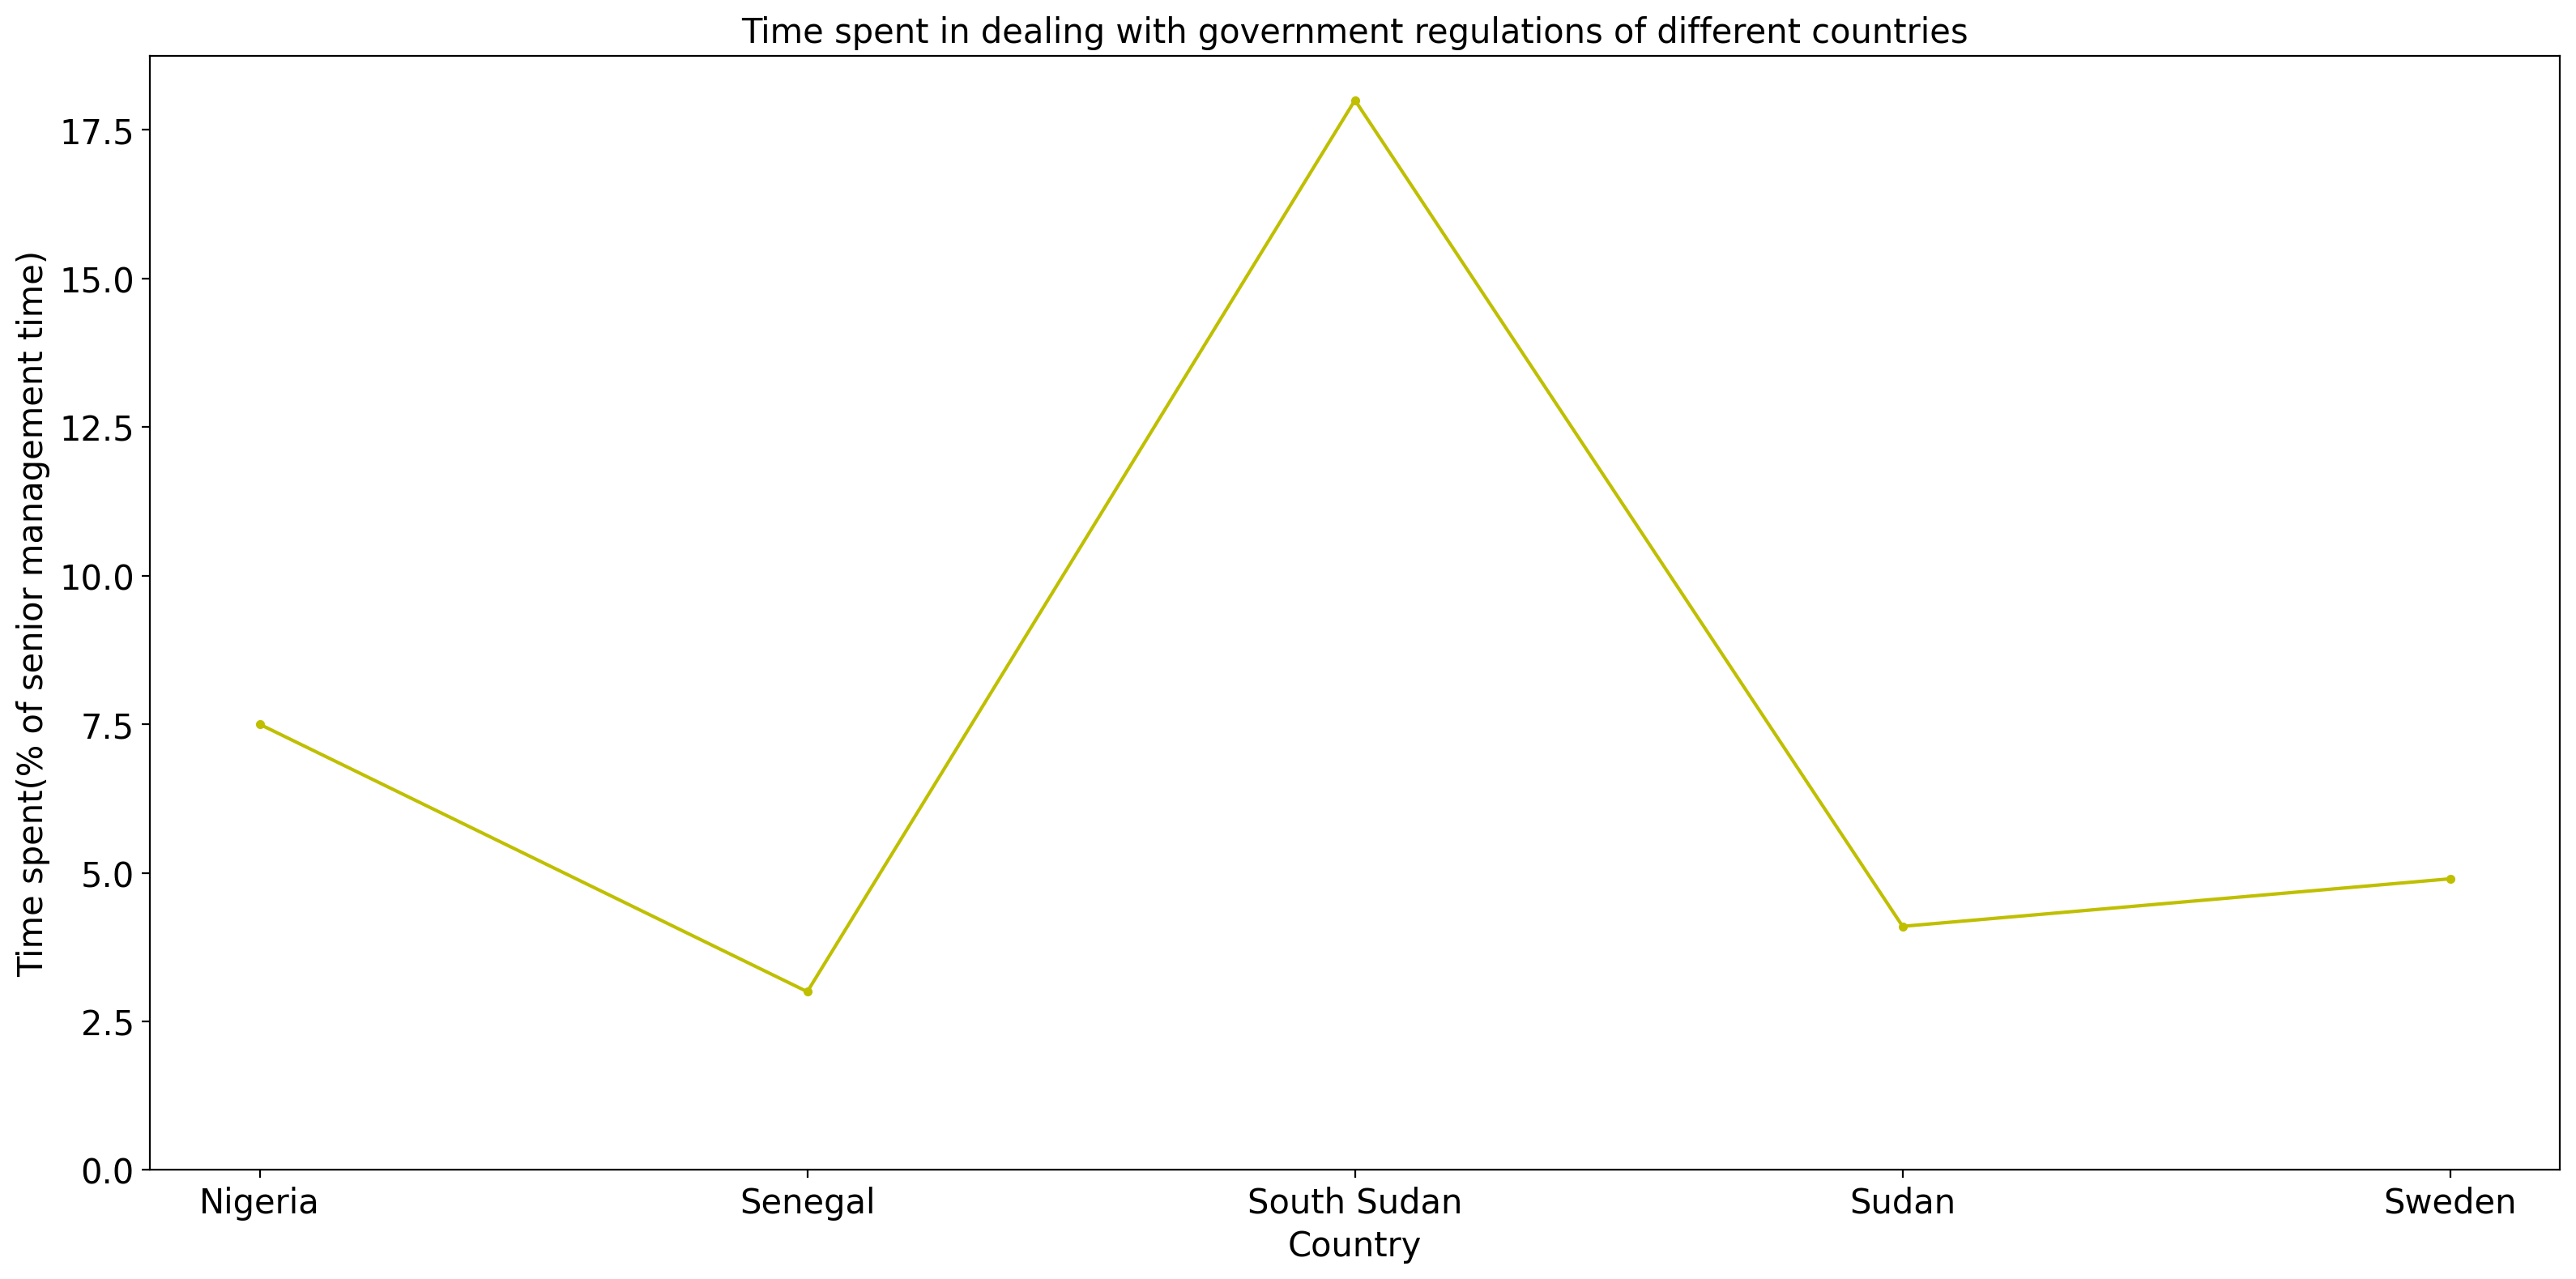 Time spent in dealing with government regulations of different countries
Time spent(% of senior management time)
17.5
15.0
12.5
10.0
7.5
5.0
2.5
0.0
Nigeria
Senegal
South Sudan
Sudan
Sweden
Country